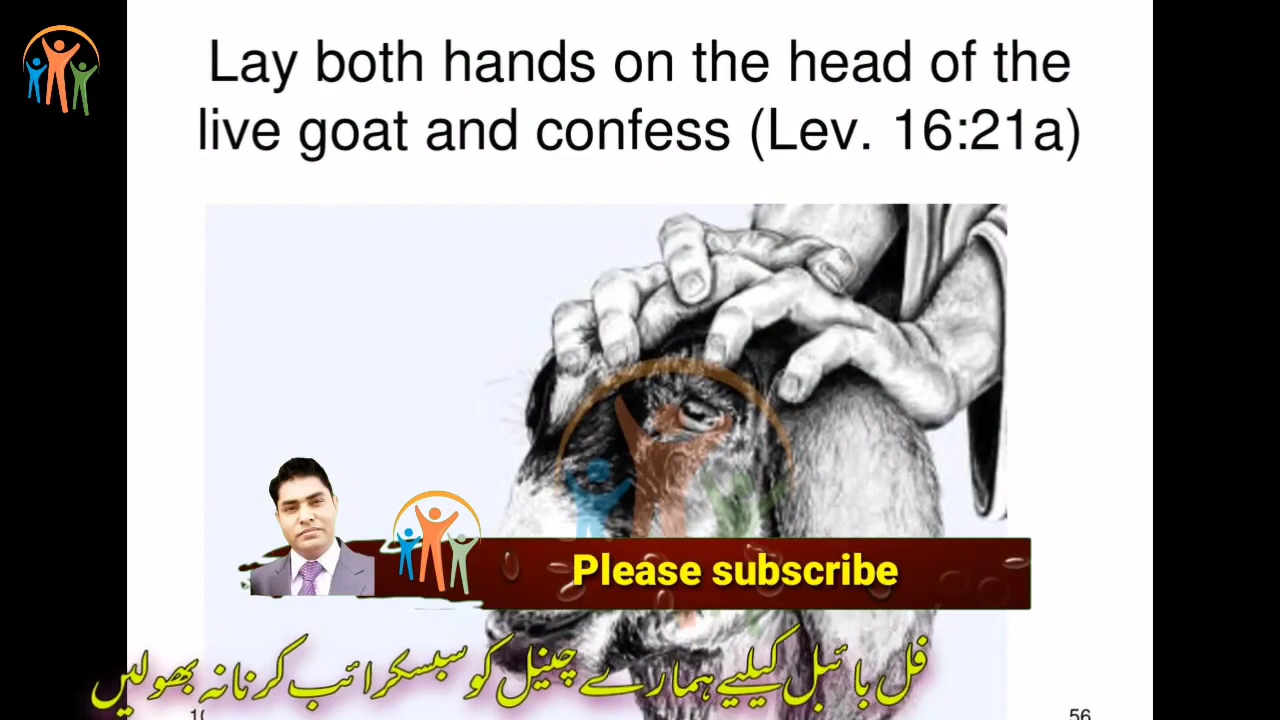 Lay both hands on the head of the
live goat and confess (Lev. 16:21a)
Please subscribe
فل بائبل کیلیے ہمارے چینل کو سبسکرائب کرنا نہ بھولیں
56